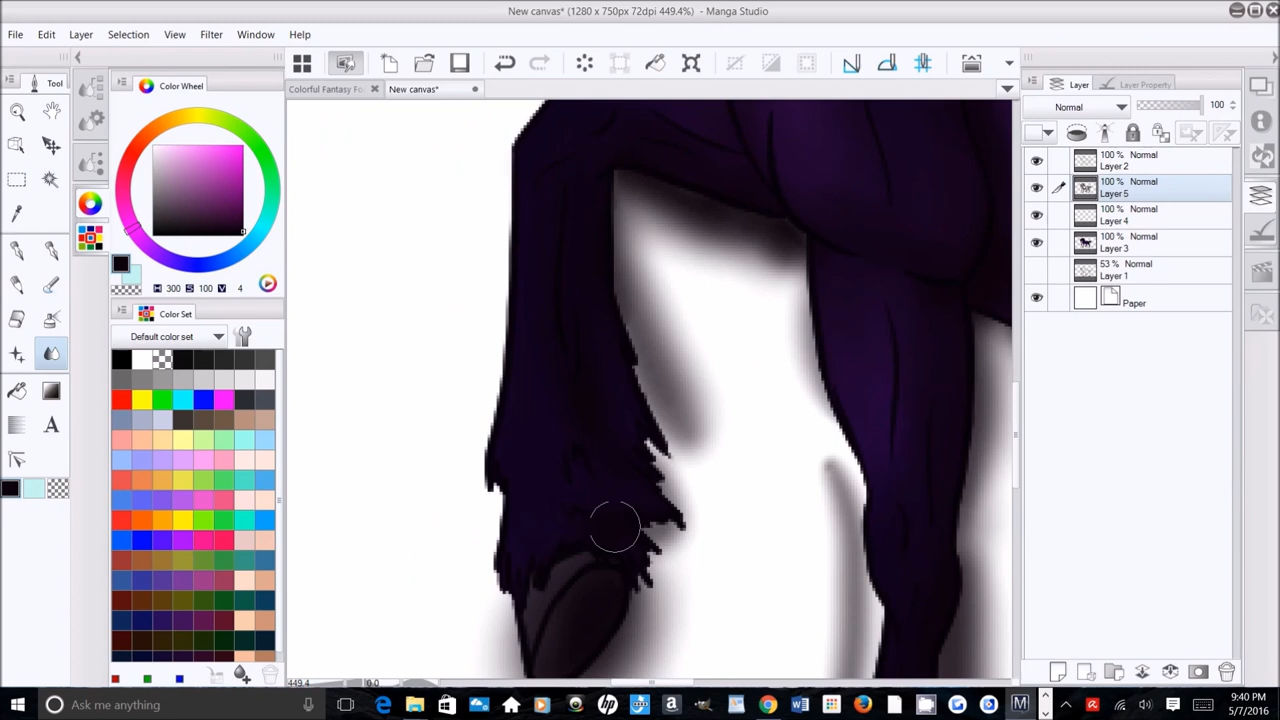 New canvas* (1280 x 750px 72dpi 449.4%) - Manga Studio
File Edit Layer Selection View Filter Window Help
Tool
Color Wheel
Colorful Fantasy Fo
New canvas*
Layer
Layer Property
Normal
100
100 % Normal
Layer 2
100 % Normal
Layer 5
100 % Normal
Layer 4
100 % Normal
Layer 3
53 % Normal
Layer 1
Paper
H 300 S 100 V 4
Color Set
Default color set
A
449.4
0.0
Ask me anything
9:40 PM
5/7/2016